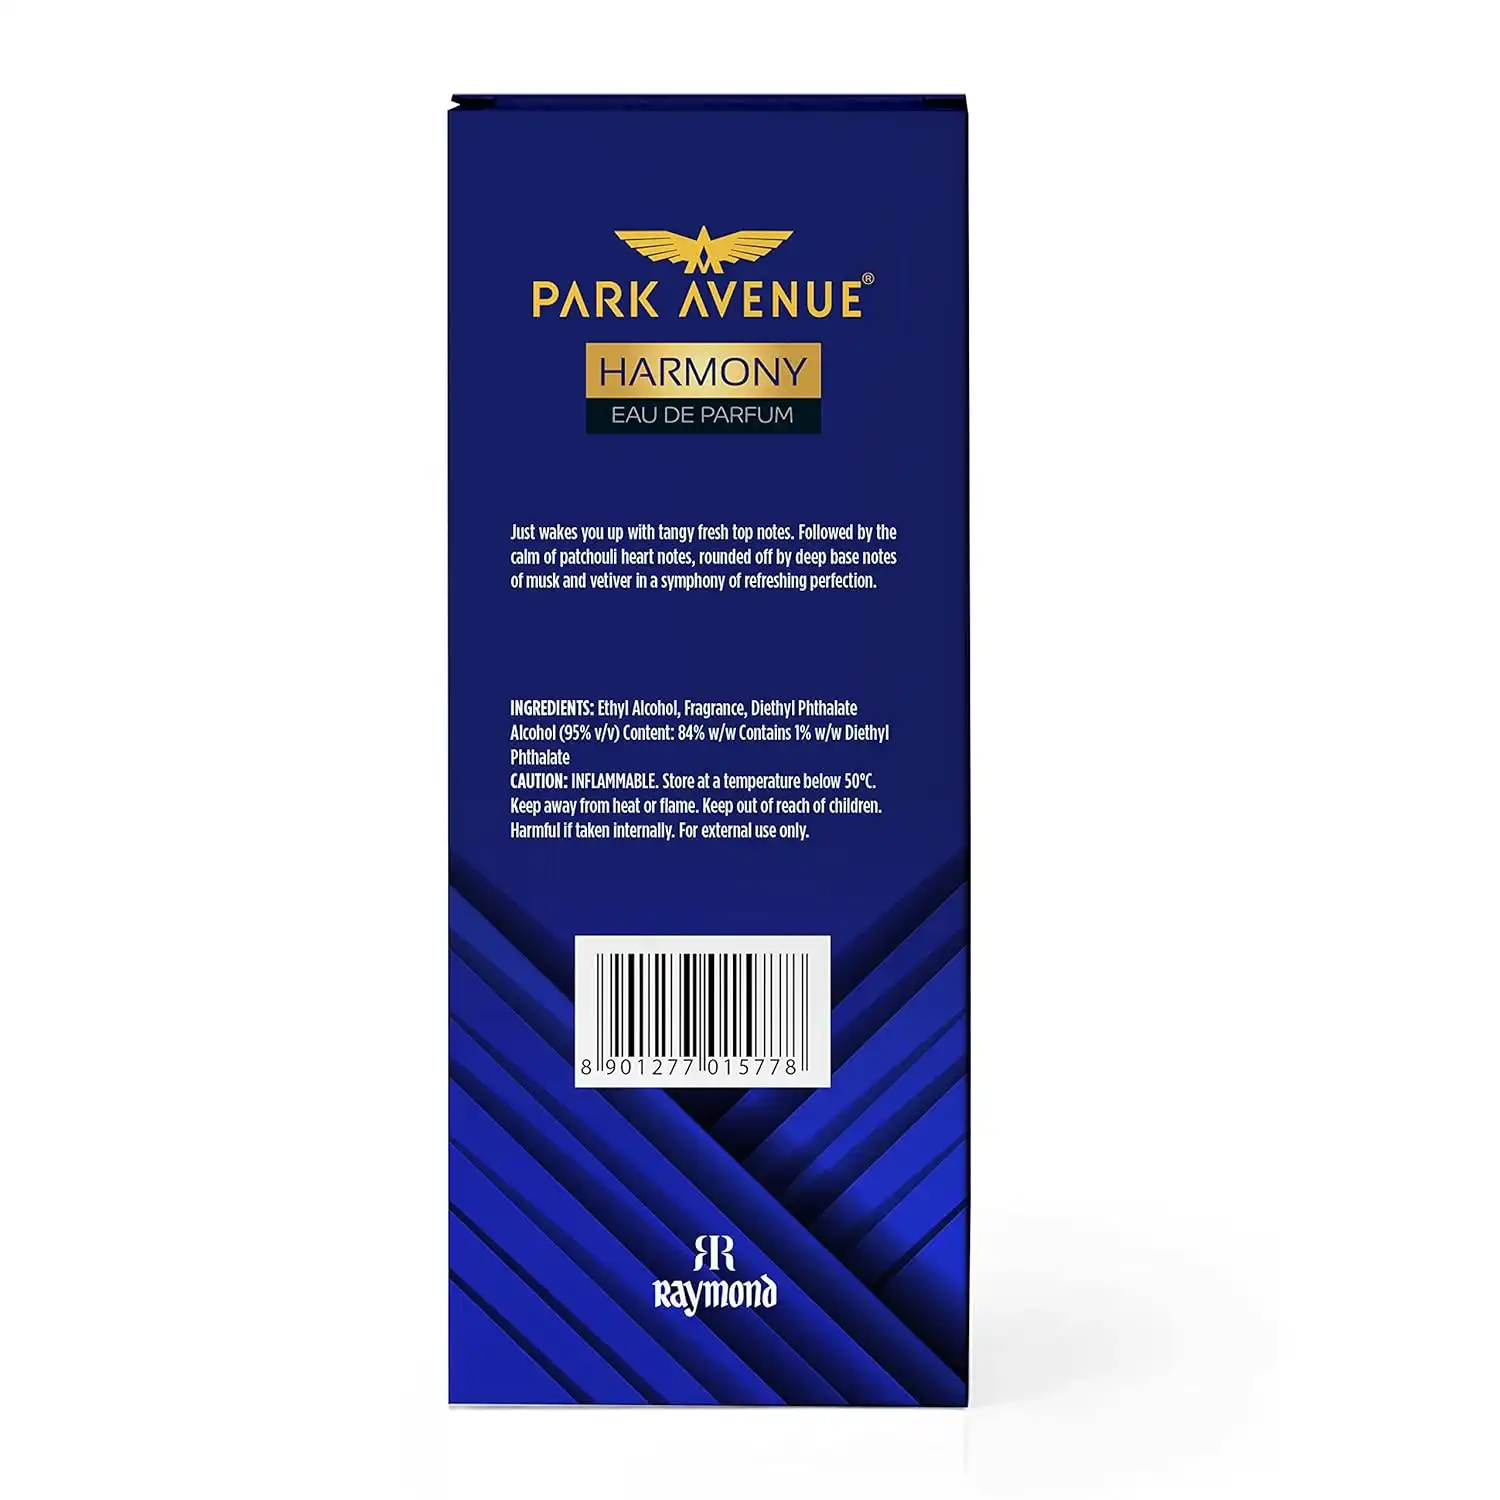 PARK AVENUE®
HARMONY
EAU DE PARFUM
Just wakes you up with tangy fresh top notes. Followed by the
calm of patchouli heart notes, rounded off by deep base notes
of musk and vetiver in a symphony of refreshing perfection.
INGREDIENTS: Ethyl Alcohol, Fragrance, Diethyl Phthalate
Alcohol (95% v/v) Content: 84% w/w Contains 1% w/w Diethyl
Phthalate
CAUTION: INFLAMMABLE. Store at a temperature below 50°C.
Keep away from heat or flame. Keep out of reach of children.
Harmful if taken internally. For external use only.
8 901277 015778
RR
Raymond